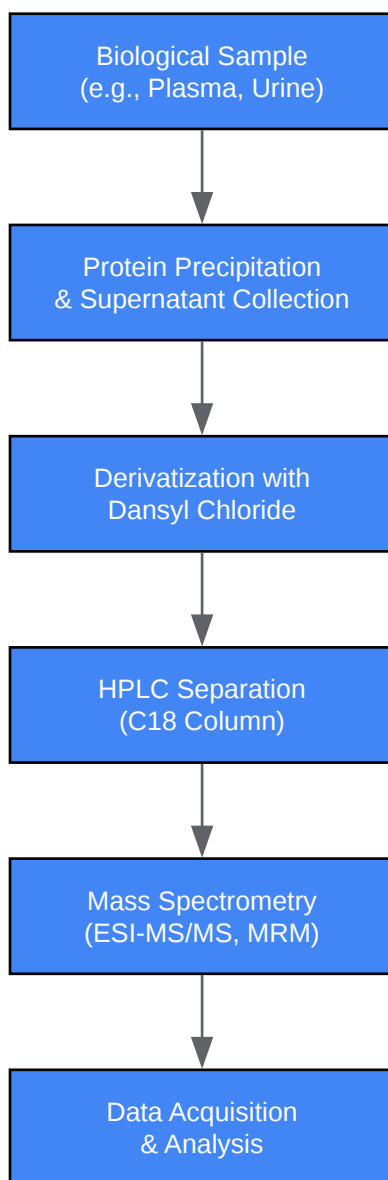 Biological Sample
(e.g., Plasma, Urine)
Protein Precipitation
& Supernatant Collection
Derivatization with
Dansyl Chloride
HPLC Separation
(C18 Column)
Mass Spectrometry
(ESI-MS/MS, MRM)
Data Acquisition
& Analysis